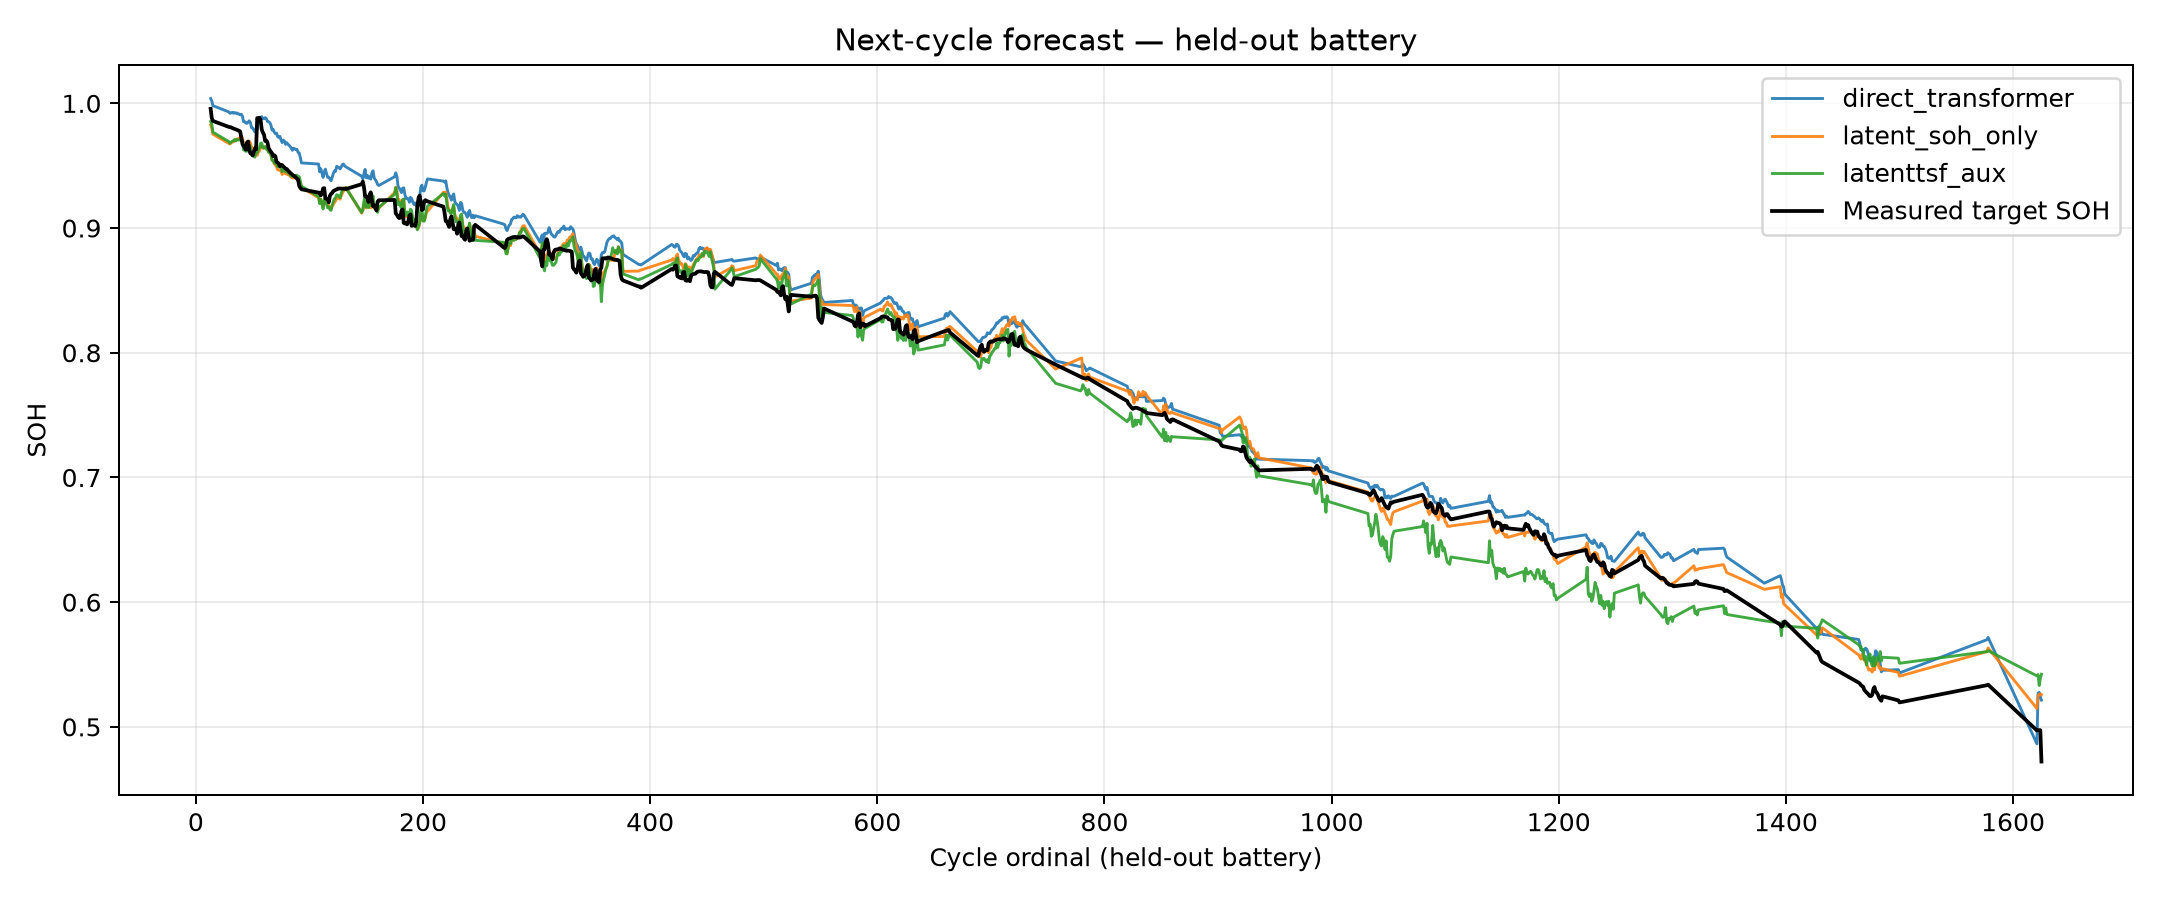 Next-cycle forecast — held-out battery
direct_transformer
latent_soh_only
latenttsf_aux
Measured target SOH
SOH
1.0
0.9
0.8
0.7
0.6
0.5
0 200 400 600 800 1000 1200 1400 1600
Cycle ordinal (held-out battery)